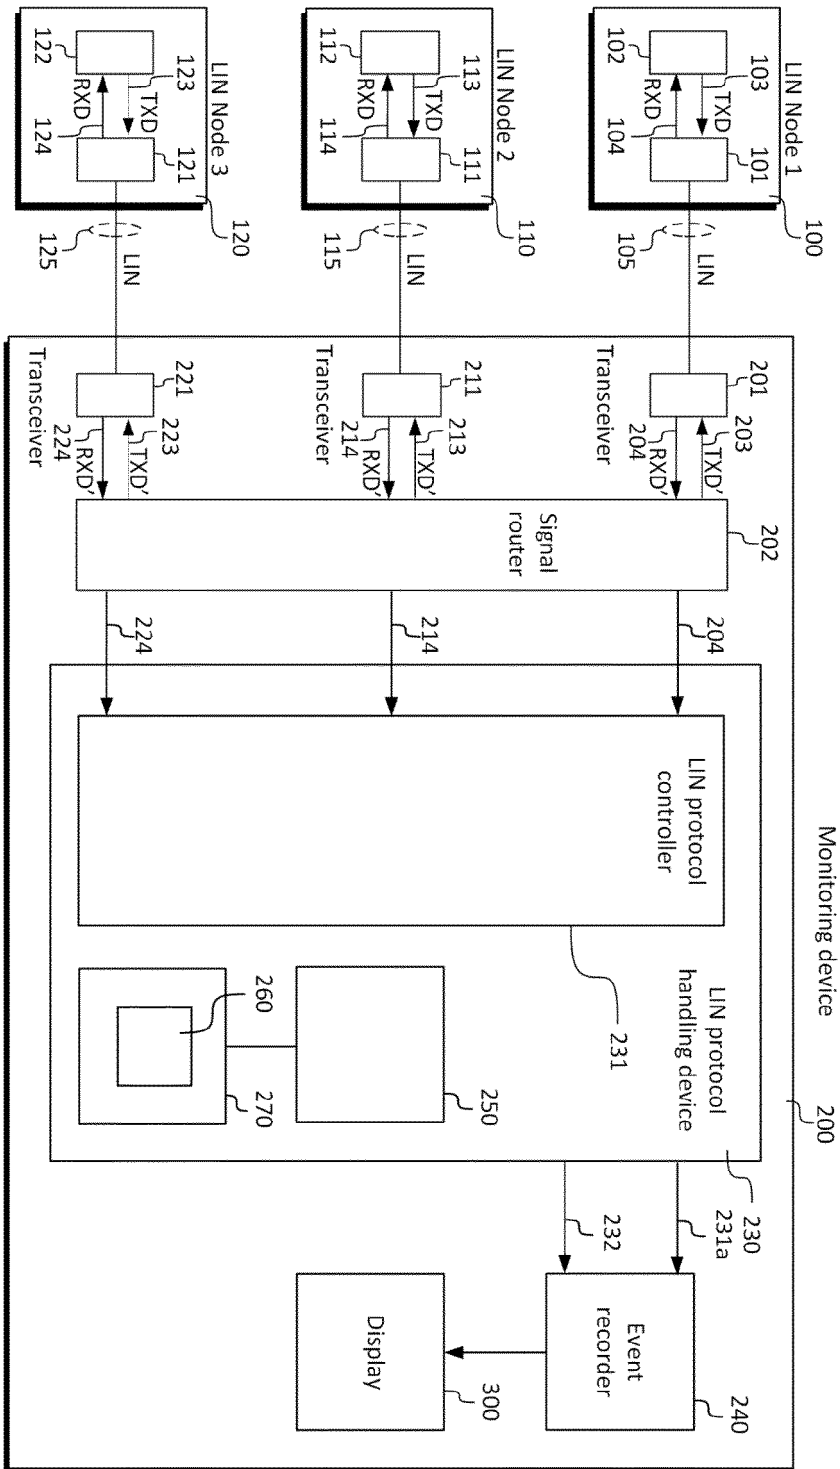 Monitoring device
200
LIN Node 1
100
102
103
TXD
RXD
104
101
105
LIN
Transceiver
201
203
TXD'
204
RXD'
LIN Node 2
110
112
113
TXD
RXD
114
111
115
LIN
Transceiver
211
213
TXD'
214
RXD'
LIN Node 3
120
122
123
TXD
RXD
124
121
125
LIN
Transceiver
221
223
TXD'
224
RXD'
202
Signal
router
204
214
224
LIN protocol
controller
231
LIN protocol
handling device
230
250
260
270
231a
232
Event
recorder
240
Display
300